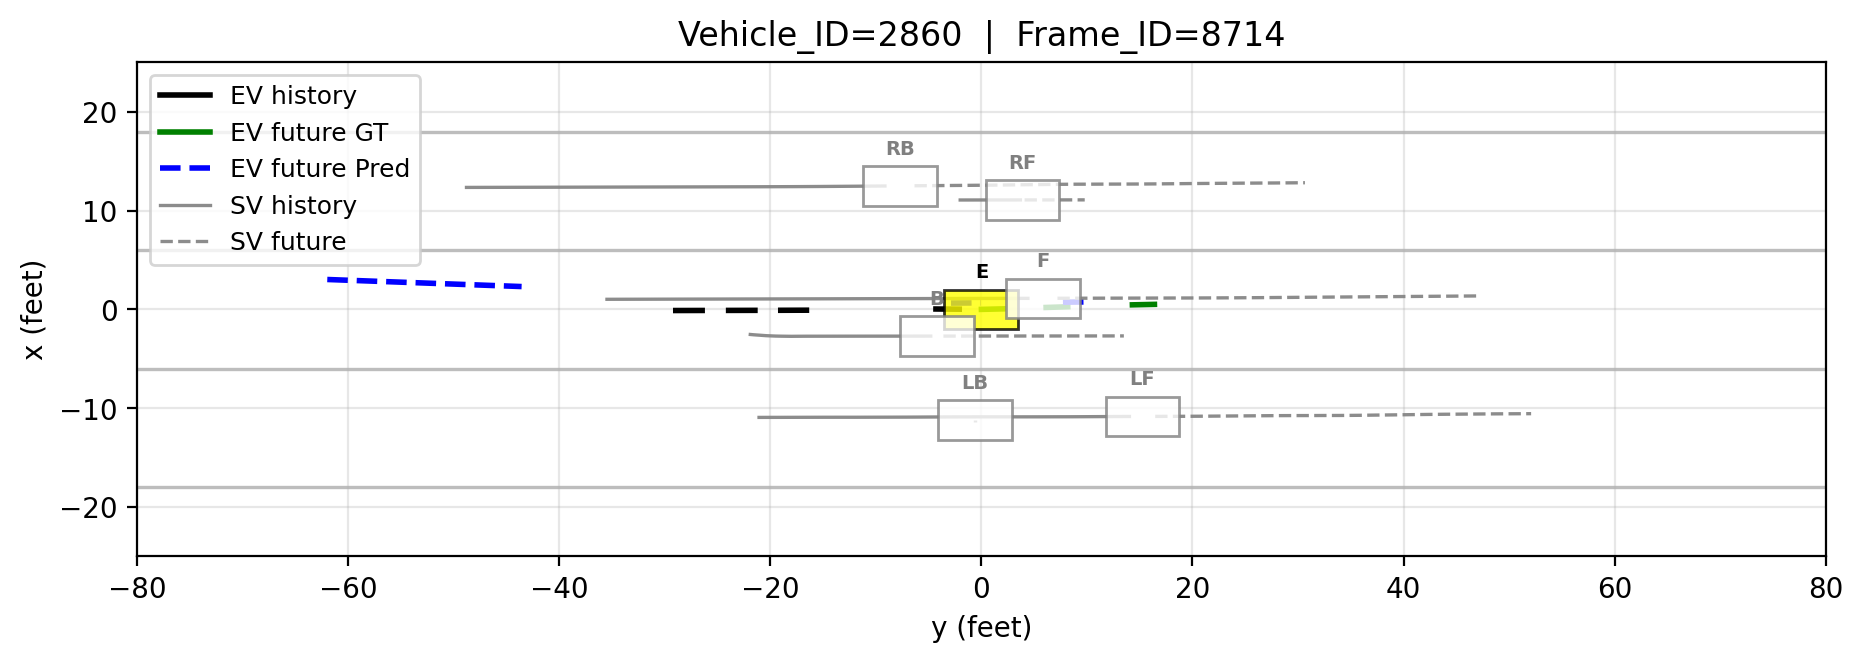 Vehicle_ID=2860 | Frame_ID=8714
EV history
EV future GT
EV future Pred
SV history
SV future
RB
RF
E
F
B
LB
LF
20
10
0
−10
−20
x (feet)
−80
−60
−40
−20
0
20
40
60
80
y (feet)